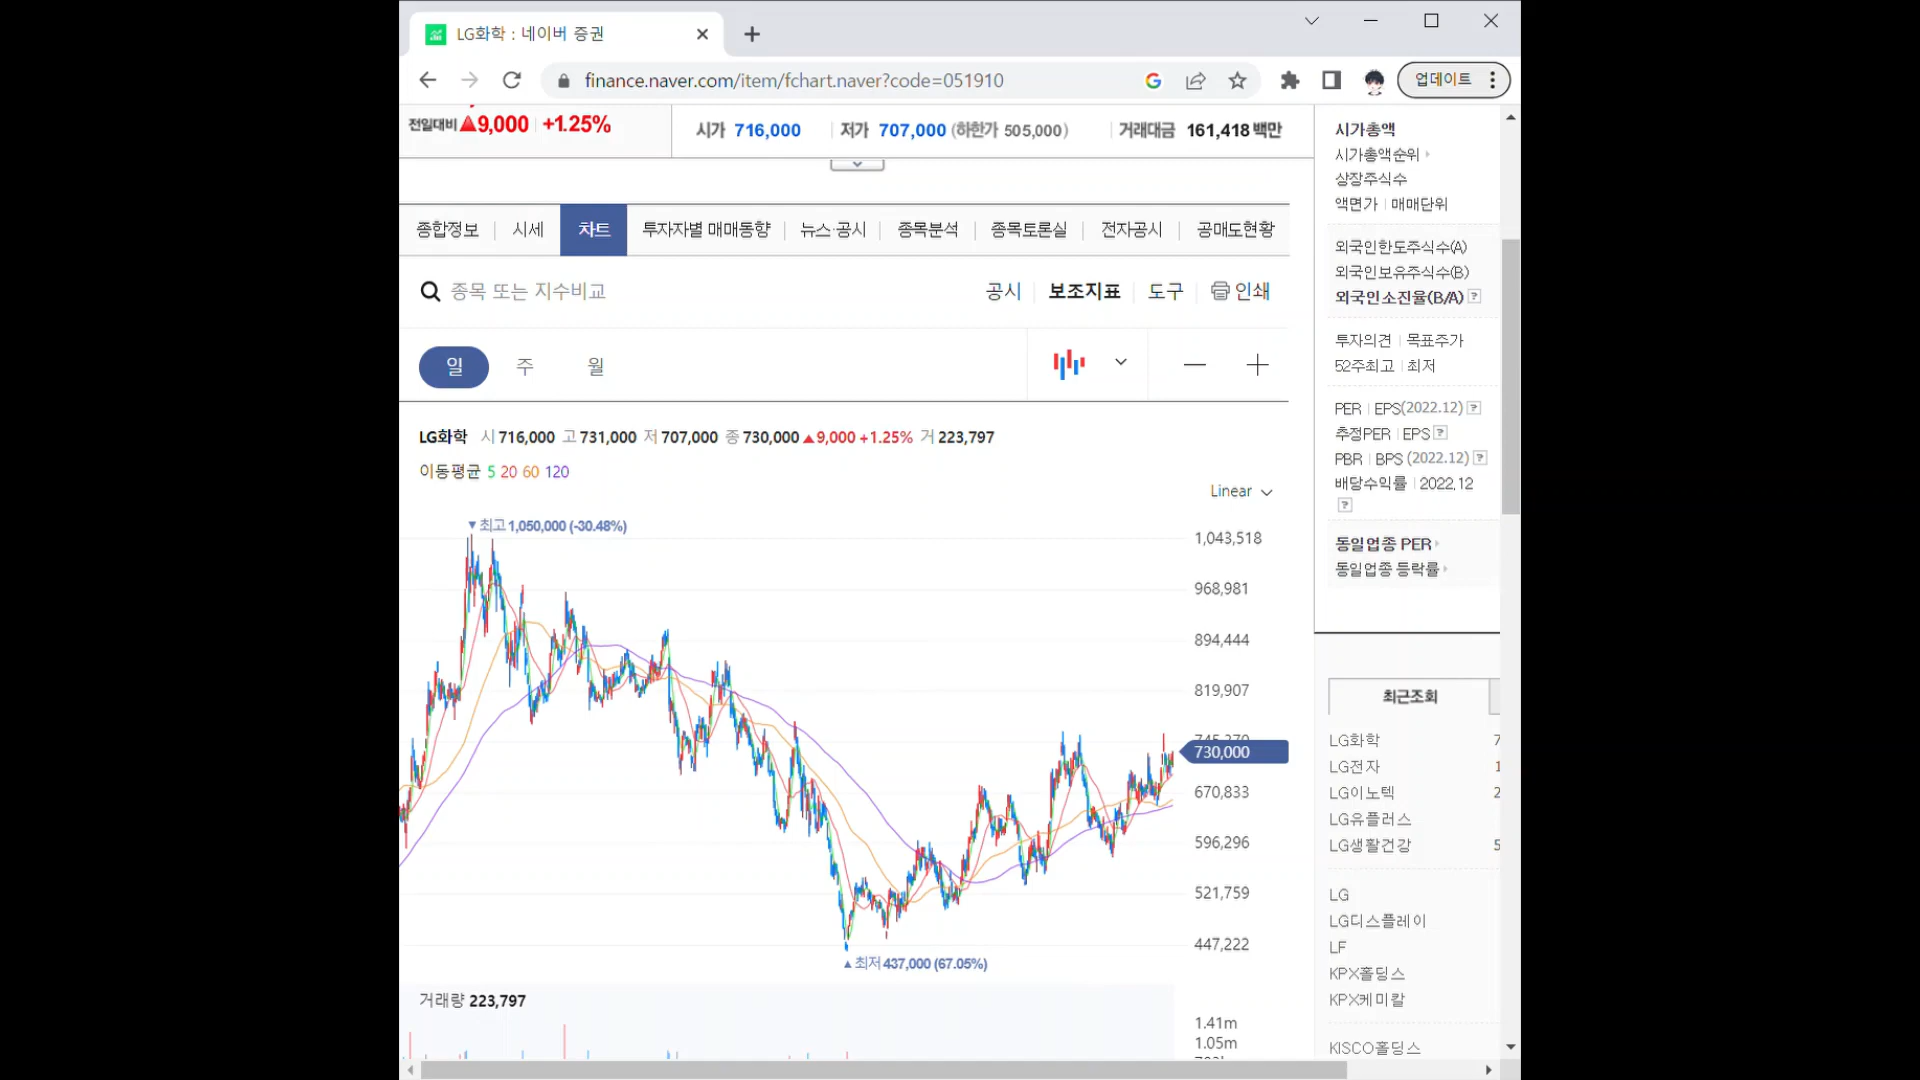 LG화학 : 네이버 증권
finance.naver.com/item/fchart.naver?code=051910
업데이트
전일대비 ▲9,000 +1.25%
시가 716,000 저가 707,000 (하한가 505,000) 거래대금 161,418 백만
종합정보 시세 차트 투자자별 매매동향 뉴스·공시 종목분석 종목토론실 전자공시 공매도현황
종목 또는 지수비교 공시 보조지표 도구 인쇄
일 주 월
LG화학 시 716,000 고 731,000 저 707,000 종 730,000 ▲9,000 +1.25% 거 223,797
이동평균 5 20 60 120
Linear
▼최고 1,050,000 (-30.48%)
1,043,518
968,981
894,444
819,907
730,000
670,833
596,296
521,759
447,222
▲최저 437,000 (67.05%)
거래량 223,797
1.41m
1.05m
시가총액
시가총액순위
상장주식수
액면가 | 매매단위
외국인한도주식수(A)
외국인보유주식수(B)
외국인소진율(B/A) ?
투자의견 | 목표주가
52주최고 | 최저
PER | EPS(2022.12) ?
추정PER | EPS ?
PBR | BPS (2022.12) ?
배당수익률 | 2022.12
?
동일업종 PER
동일업종 등락률
최근조회
LG화학 7
LG전자 1
LG이노텍 2
LG유플러스
LG생활건강 5
LG
LG디스플레이
LF
KPX홀딩스
KPX케미칼
KISCO홀딩스